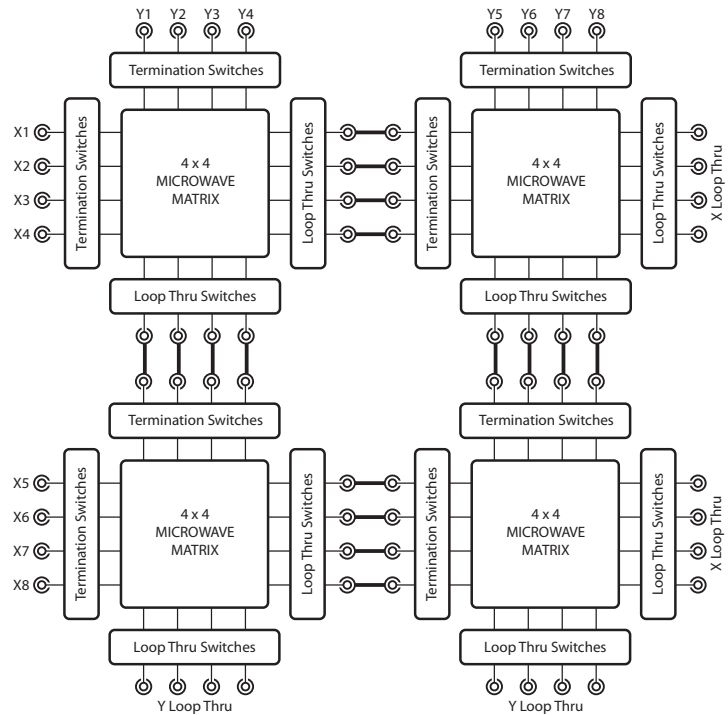 Y1 Y2 Y3 Y4
Y5 Y6 Y7 Y8
Termination Switches
Termination Switches
X1
X2
X3
X4
Termination Switches
4 x 4
MICROWAVE
MATRIX
Loop Thru Switches
Termination Switches
4 x 4
MICROWAVE
MATRIX
Loop Thru Switches
X Loop Thru
Loop Thru Switches
Loop Thru Switches
Termination Switches
Termination Switches
X5
X6
X7
X8
Termination Switches
4 x 4
MICROWAVE
MATRIX
Loop Thru Switches
Termination Switches
4 x 4
MICROWAVE
MATRIX
Loop Thru Switches
X Loop Thru
Loop Thru Switches
Loop Thru Switches
Y Loop Thru
Y Loop Thru